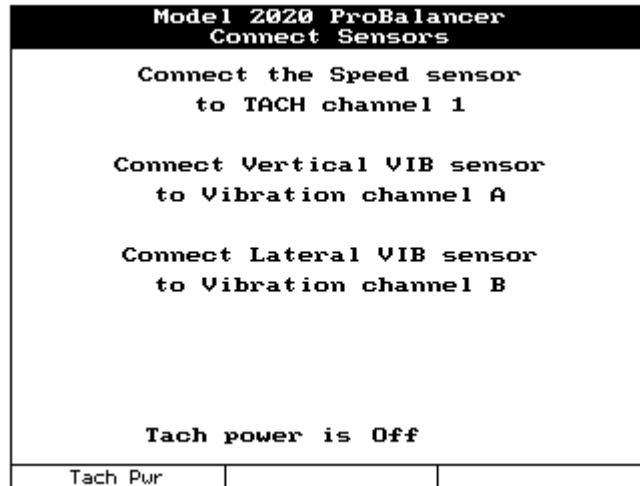 Model 2020 ProBalancer
Connect Sensors
Connect the Speed sensor
to TACH channel 1
Connect Vertical VIB sensor
to Vibration channel A
Connect Lateral VIB sensor
to Vibration channel B
Tach power is Off
Tach Pwr